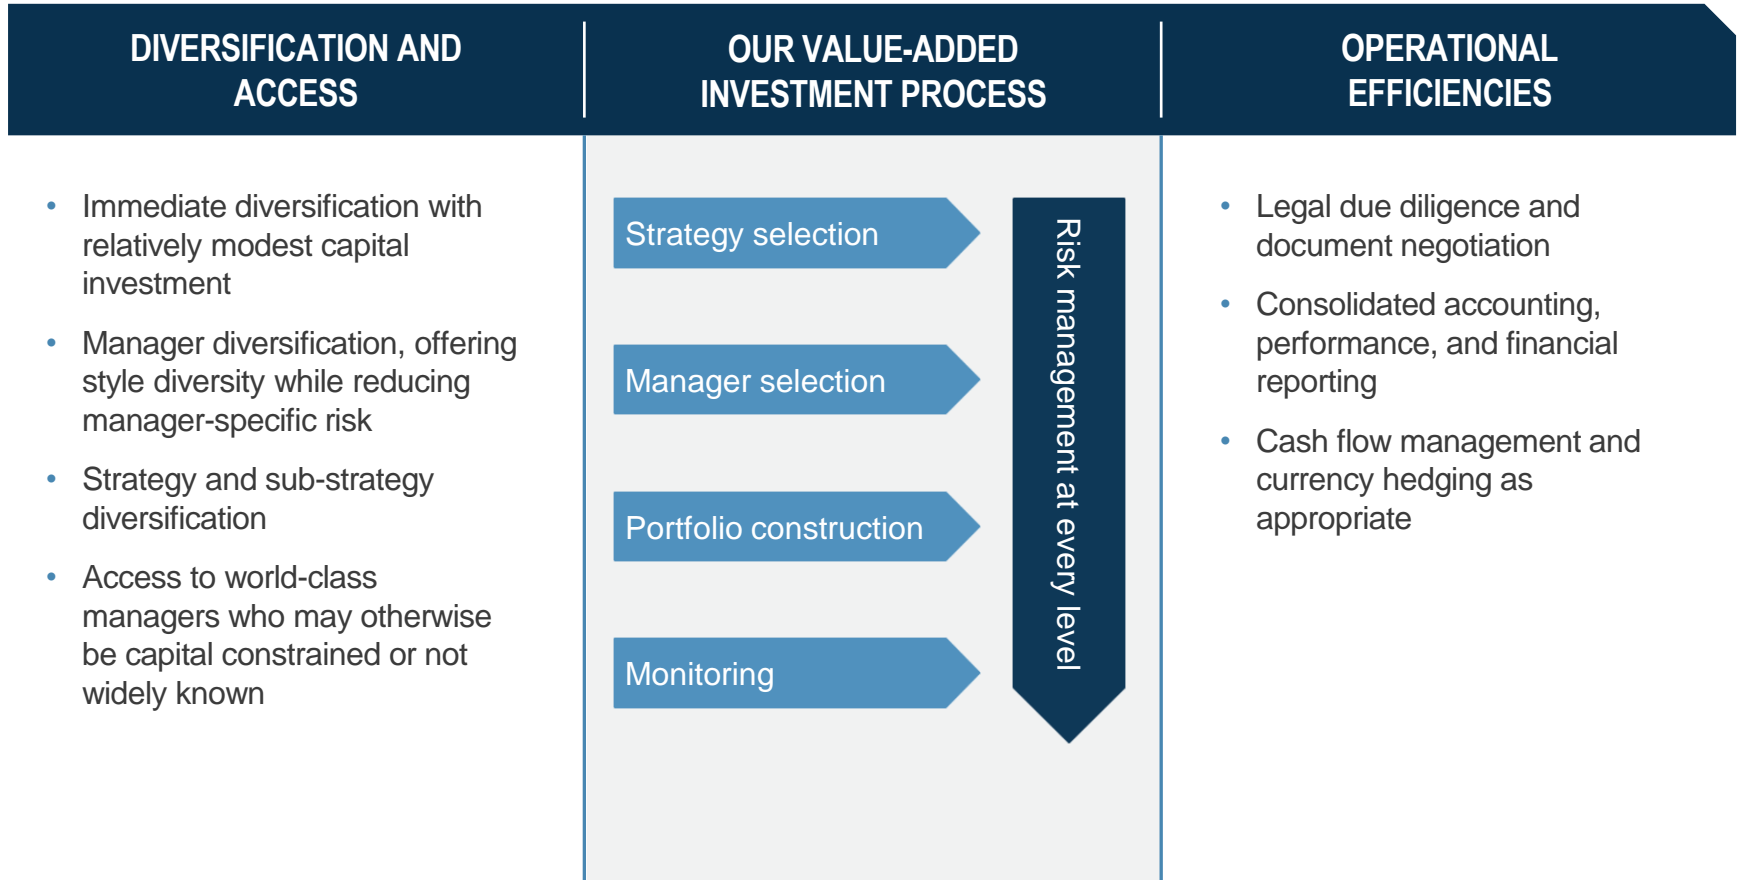 DIVERSIFICATION AND
ACCESS
OUR VALUE-ADDED
INVESTMENT PROCESS
OPERATIONAL
EFFICIENCIES
• Immediate diversification with
relatively modest capital
investment
• Manager diversification, offering
style diversity while reducing
manager-specific risk
• Strategy and sub-strategy
diversification
• Access to world-class
managers who may otherwise
be capital constrained or not
widely known
Strategy selection
Manager selection
Portfolio construction
Monitoring
Risk management at every level
• Legal due diligence and
document negotiation
• Consolidated accounting,
performance, and financial
reporting
• Cash flow management and
currency hedging as
appropriate